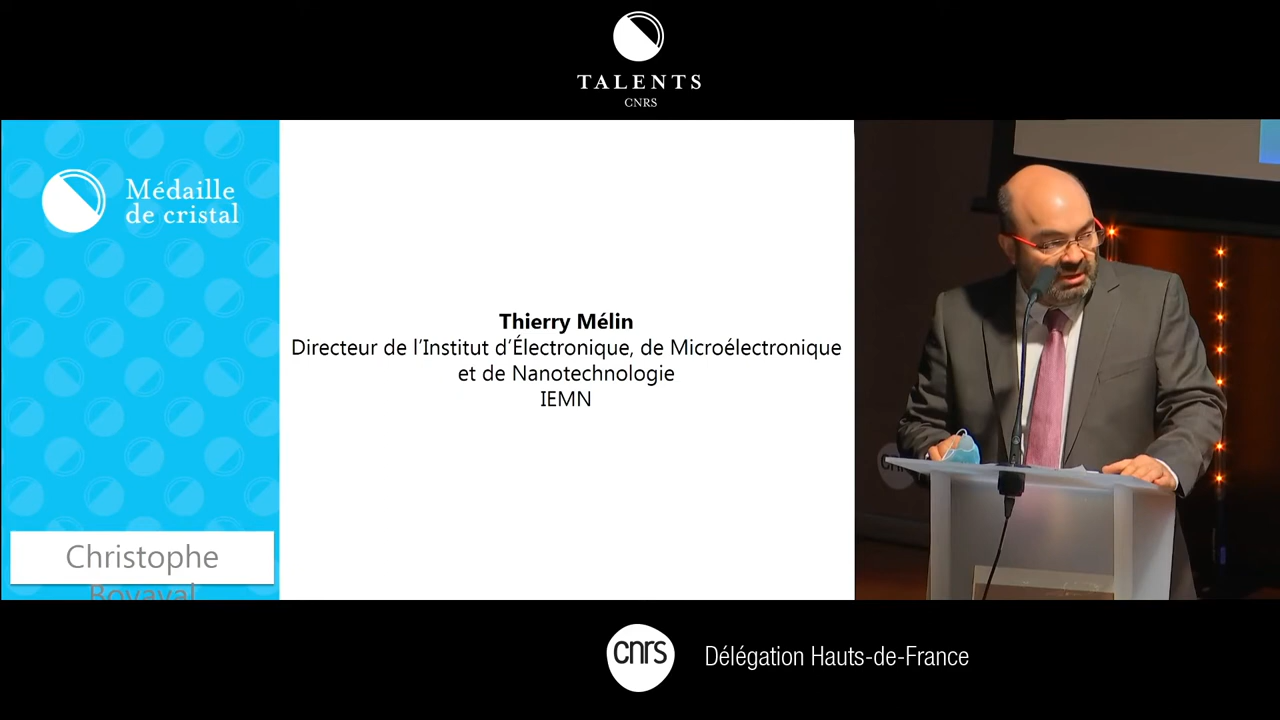 TALENTS
CNRS
Médaille
de cristal
Thierry Mélin
Directeur de l'Institut d'Électronique, de Microélectronique
et de Nanotechnologie
IEMN
Christophe
Boyaval
cnrs
Délégation Hauts-de-France